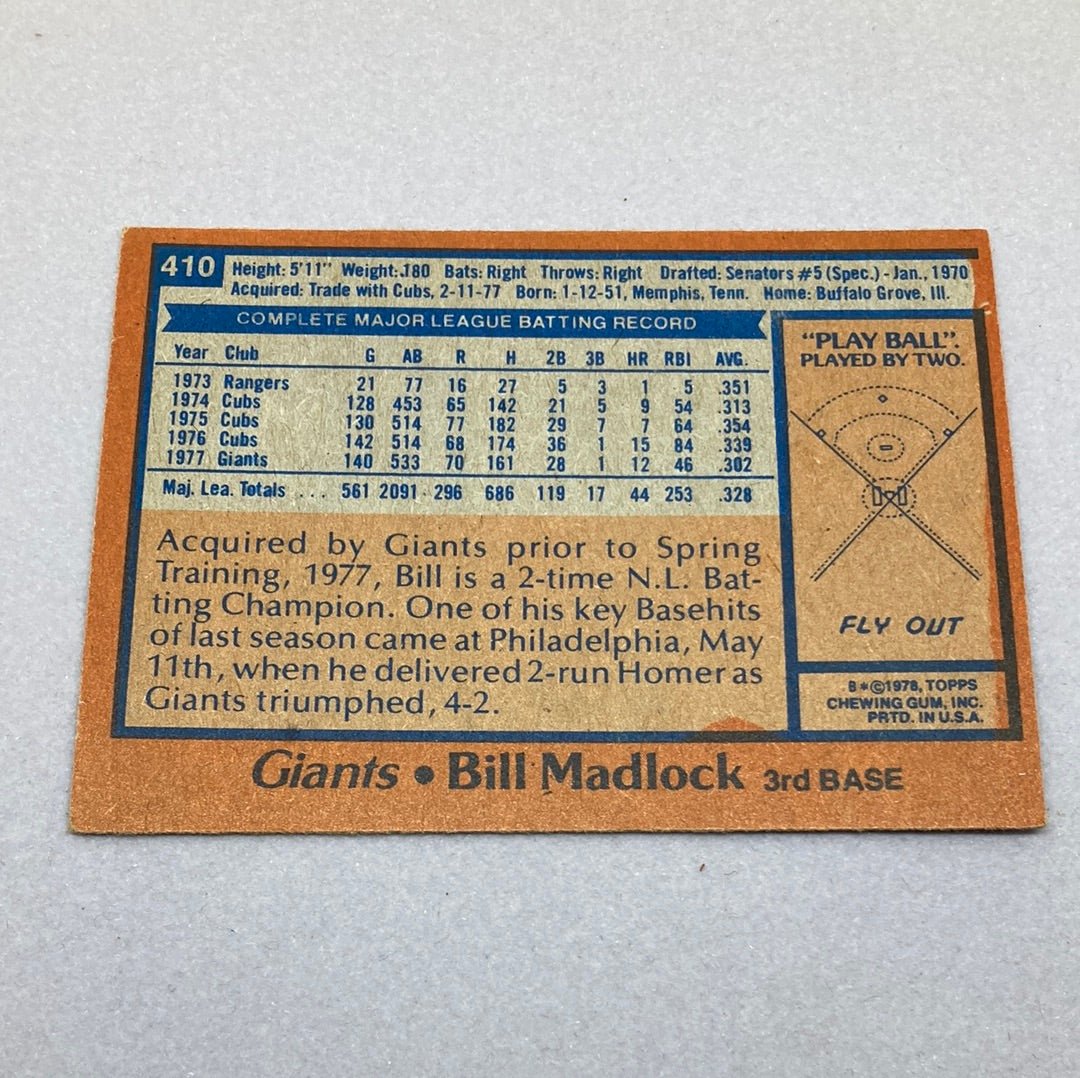 410
Height: 5'11" Weight: 180 Bats: Right Throws: Right Drafted: Senators #5 (Spec.) - Jan., 1970
Acquired: Trade with Cubs, 2-11-77 Born: 1-12-51, Memphis, Tenn. Home: Buffalo Grove, Ill.
COMPLETE MAJOR LEAGUE BATTING RECORD
Year Club G AB R H 2B 3B HR RBI AVG.
1973 Rangers 21 77 16 27 5 3 1 5 .351
1974 Cubs 128 453 65 142 21 5 9 54 .313
1975 Cubs 130 514 77 182 29 7 7 64 .354
1976 Cubs 142 514 68 174 36 1 15 84 .339
1977 Giants 140 533 70 161 28 1 12 46 .302
Maj. Lea. Totals ... 561 2091 296 686 119 17 44 253 .328
Acquired by Giants prior to Spring
Training, 1977, Bill is a 2-time N.L. Bat-
ting Champion. One of his key Basehits
of last season came at Philadelphia, May
11th, when he delivered 2-run Homer as
Giants triumphed, 4-2.
"PLAY BALL".
PLAYED BY TWO.
FLY OUT
B*©1978, TOPPS
CHEWING GUM, INC.
PRTD. IN U.S.A.
Giants • Bill Madlock 3rd BASE